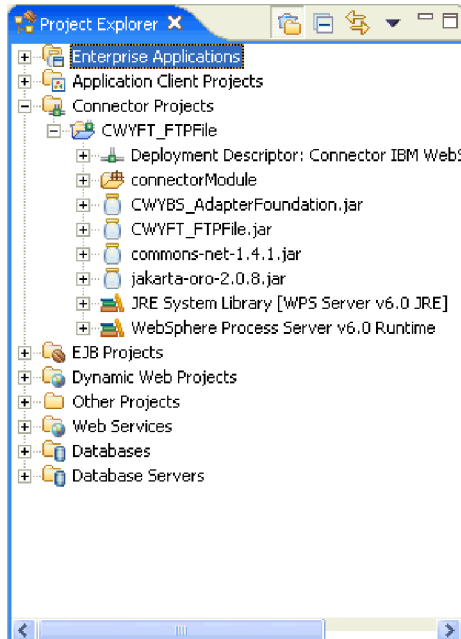 Project Explorer
Enterprise Applications
Application Client Projects
Connector Projects
CWYFT_FTPFile
Deployment Descriptor: Connector IBM WebS
connectorModule
CWYBS_AdapterFoundation.jar
CWYFT_FTPFile.jar
commons-net-1.4.1.jar
jakarta-oro-2.0.8.jar
JRE System Library [WPS Server v6.0 JRE]
WebSphere Process Server v6.0 Runtime
EJB Projects
Dynamic Web Projects
Other Projects
Web Services
Databases
Database Servers